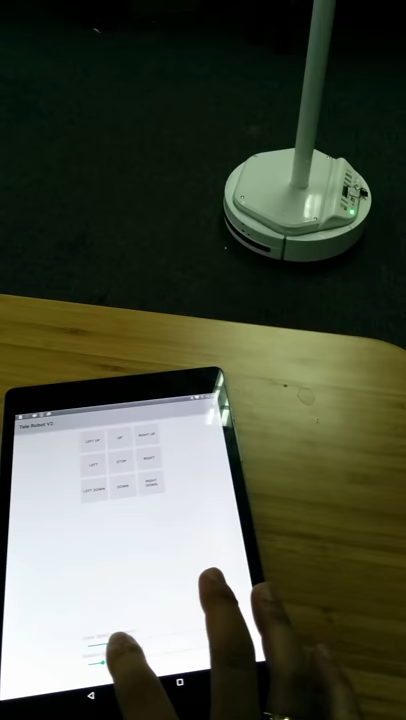 Tele Robot V2
LEFT UP UP RIGHT UP
LEFT STOP RIGHT
LEFT DOWN DOWN RIGHT DOWN